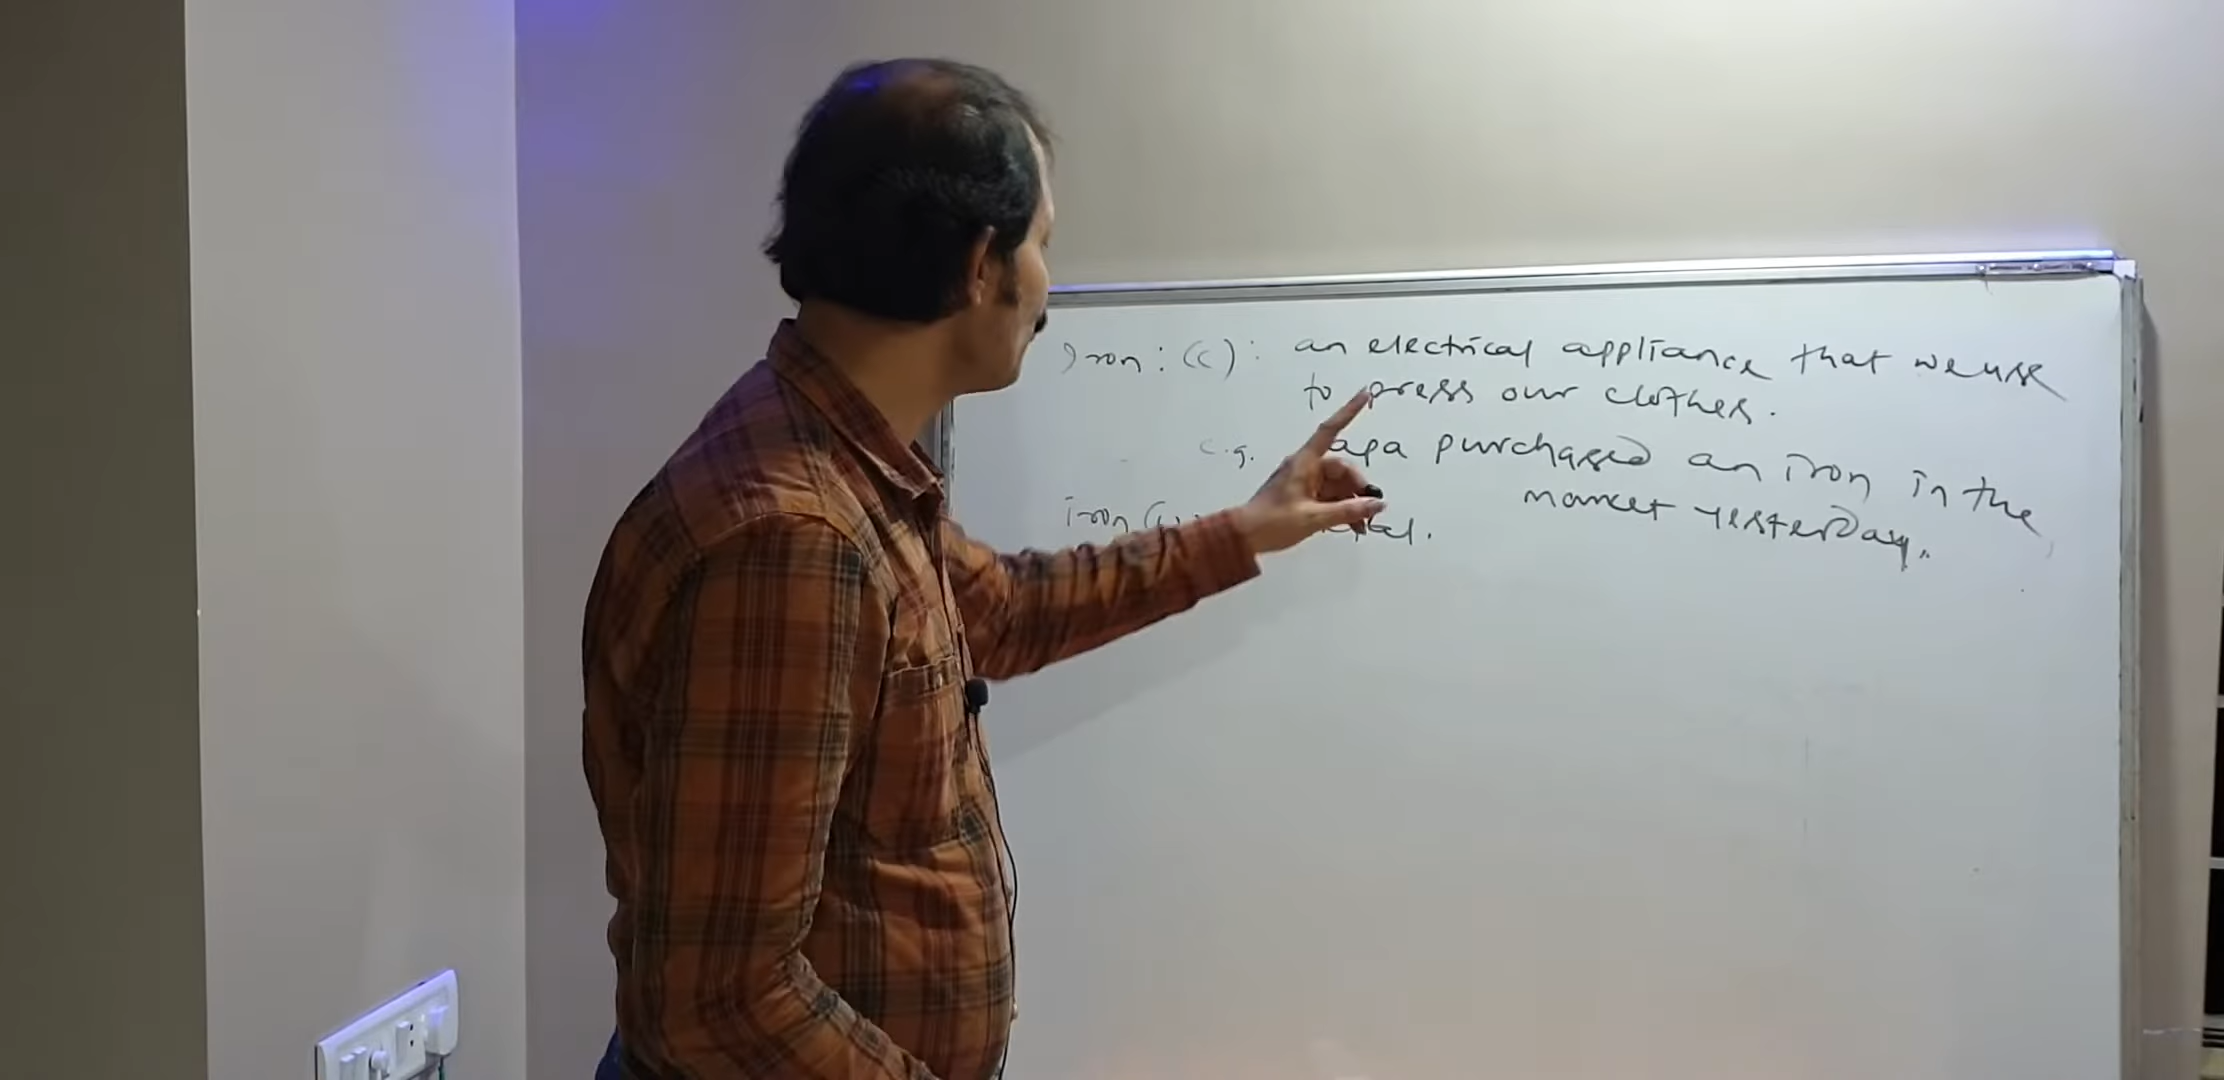 Iron : (c) : an electrical appliance that we use
to press our clothes.
e.g. apa purchased an iron in the
market yesterday.
iron (u